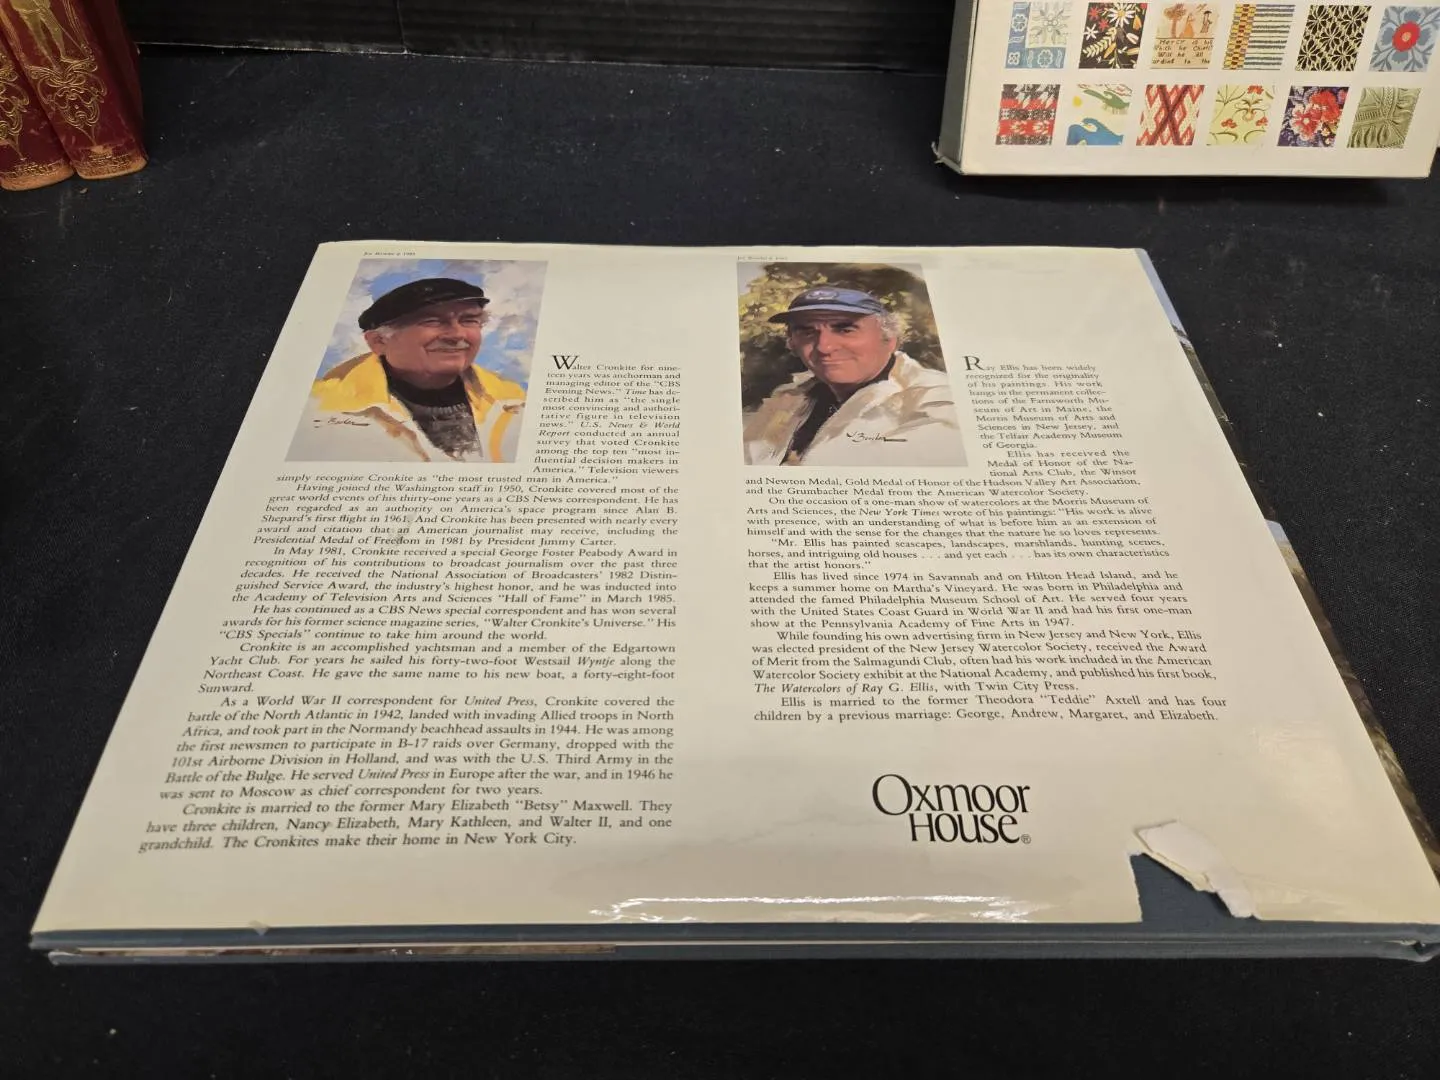 Joe Bowler © 1985
Walter Cronkite for nine-
teen years was anchorman and
managing editor of the "CBS
Evening News." Time has de-
scribed him as "the single
most convincing and authori-
tative figure in television
news." U.S. News & World
Report conducted an annual
survey that voted Cronkite
among the top ten "most in-
fluential decision makers in
America." Television viewers
simply recognize Cronkite as "the most trusted man in America."
Having joined the Washington staff in 1950, Cronkite covered most of the
great world events of his thirty-one years as a CBS News correspondent. He has
been regarded as an authority on America's space program since Alan B.
Shepard's first flight in 1961. And Cronkite has been presented with nearly every
award and citation that an American journalist may receive, including the
Presidential Medal of Freedom in 1981 by President Jimmy Carter.
In May 1981, Cronkite received a special George Foster Peabody Award in
recognition of his contributions to broadcast journalism over the past three
decades. He received the National Association of Broadcasters' 1982 Distin-
guished Service Award, the industry's highest honor, and he was inducted into
the Academy of Television Arts and Sciences "Hall of Fame" in March 1985.
He has continued as a CBS News special correspondent and has won several
awards for his former science magazine series, "Walter Cronkite's Universe." His
"CBS Specials" continue to take him around the world.
Cronkite is an accomplished yachtsman and a member of the Edgartown
Yacht Club. For years he sailed his forty-two-foot Westsail Wyntje along the
Northeast Coast. He gave the same name to his new boat, a forty-eight-foot
Sunward.
As a World War II correspondent for United Press, Cronkite covered the
battle of the North Atlantic in 1942, landed with invading Allied troops in North
Africa, and took part in the Normandy beachhead assaults in 1944. He was among
the first newsmen to participate in B-17 raids over Germany, dropped with the
101st Airborne Division in Holland, and was with the U.S. Third Army in the
Battle of the Bulge. He served United Press in Europe after the war, and in 1946 he
was sent to Moscow as chief correspondent for two years.
Cronkite is married to the former Mary Elizabeth "Betsy" Maxwell. They
have three children, Nancy Elizabeth, Mary Kathleen, and Walter II, and one
grandchild. The Cronkites make their home in New York City.
Ray Ellis has been widely
recognized for the originality
of his paintings. His work
hangs in the permanent collec-
tions of the Farnsworth Mu-
seum of Art in Maine, the
Morris Museum of Arts and
Sciences in New Jersey, and
the Telfair Academy Museum
of Georgia.
Ellis has received the
Medal of Honor of the Na-
tional Arts Club, the Winsor
and Newton Medal, Gold Medal of Honor of the Hudson Valley Art Association,
and the Grumbacher Medal from the American Watercolor Society.
On the occasion of a one-man show of watercolors at the Morris Museum of
Arts and Sciences, the New York Times wrote of his paintings: "His work is alive
with presence, with an understanding of what is before him as an extension of
himself and with the sense for the changes that the nature he so loves represents.
"Mr. Ellis has painted seascapes, landscapes, marshlands, hunting scenes,
horses, and intriguing old houses . . . and yet each . . . has its own characteristics
that the artist honors."
Ellis has lived since 1974 in Savannah and on Hilton Head Island, and he
keeps a summer home on Martha's Vineyard. He was born in Philadelphia and
attended the famed Philadelphia Museum School of Art. He served four years
with the United States Coast Guard in World War II and had his first one-man
show at the Pennsylvania Academy of Fine Arts in 1947.
While founding his own advertising firm in New Jersey and New York, Ellis
was elected president of the New Jersey Watercolor Society, received the Award
of Merit from the Salmagundi Club, often had his work included in the American
Watercolor Society exhibit at the National Academy, and published his first book,
The Watercolors of Ray G. Ellis, with Twin City Press.
Ellis is married to the former Theodora "Teddie" Axtell and has four
children by a previous marriage: George, Andrew, Margaret, and Elizabeth.
OXMOOR
HOUSE®